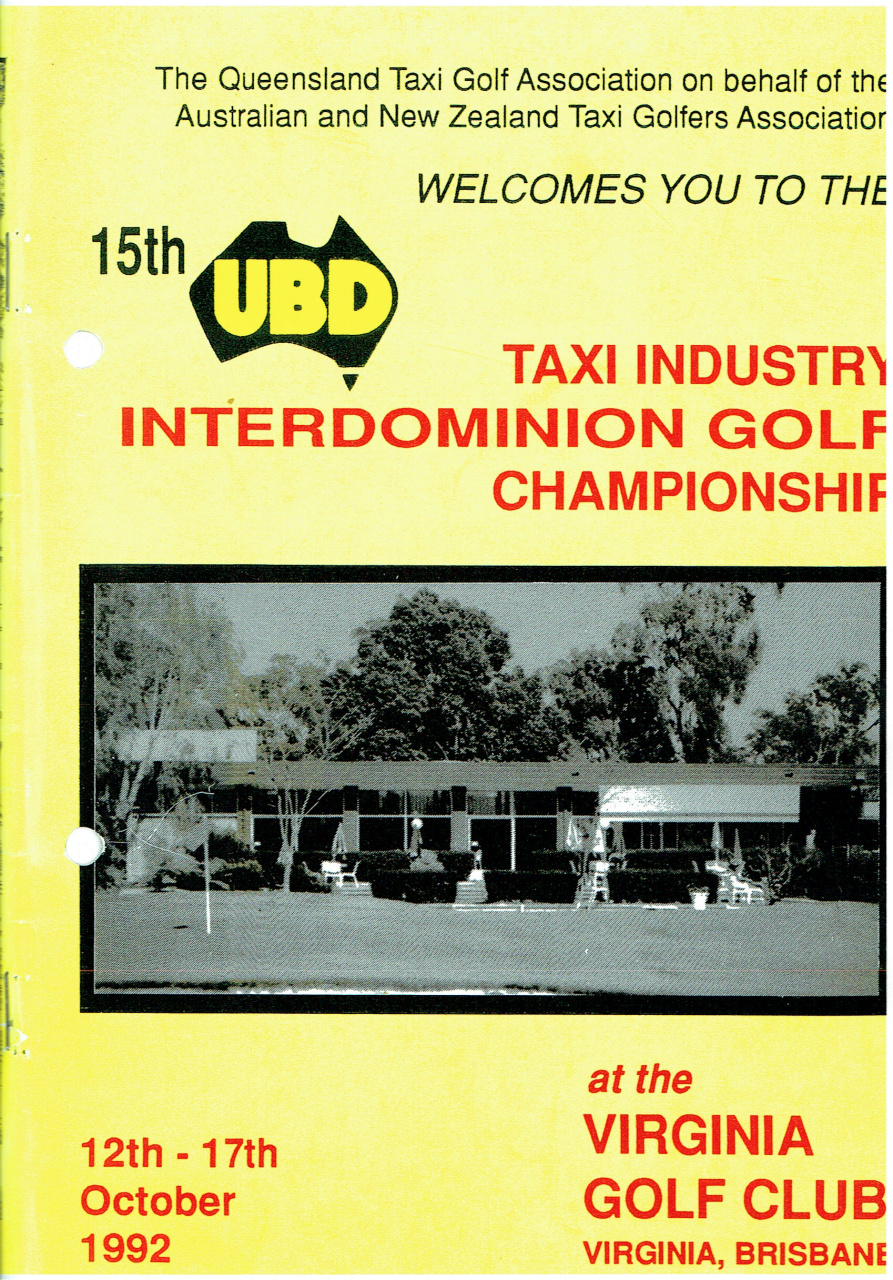 The Queensland Taxi Golf Association on behalf of the
Australian and New Zealand Taxi Golfers Association
WELCOMES YOU TO THE
15th UBD
TAXI INDUSTRY
INTERDOMINION GOLF
CHAMPIONSHIP
at the
VIRGINIA
GOLF CLUB
VIRGINIA, BRISBANE
12th - 17th
October
1992